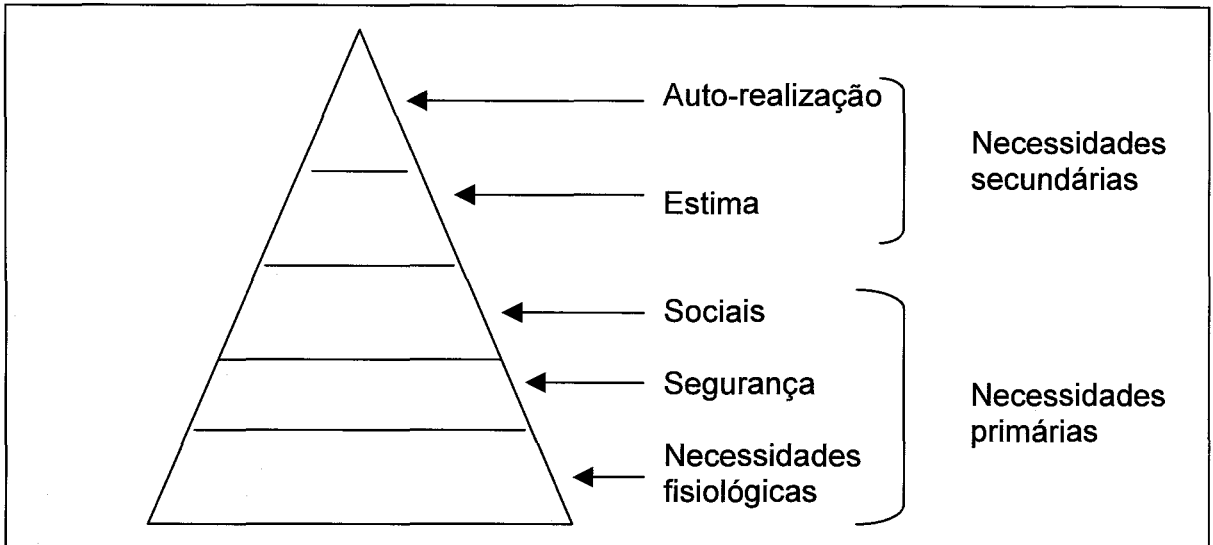 Auto-realização
Necessidades
secundárias
Estima
Sociais
Segurança
Necessidades
primárias
Necessidades
fisiológicas